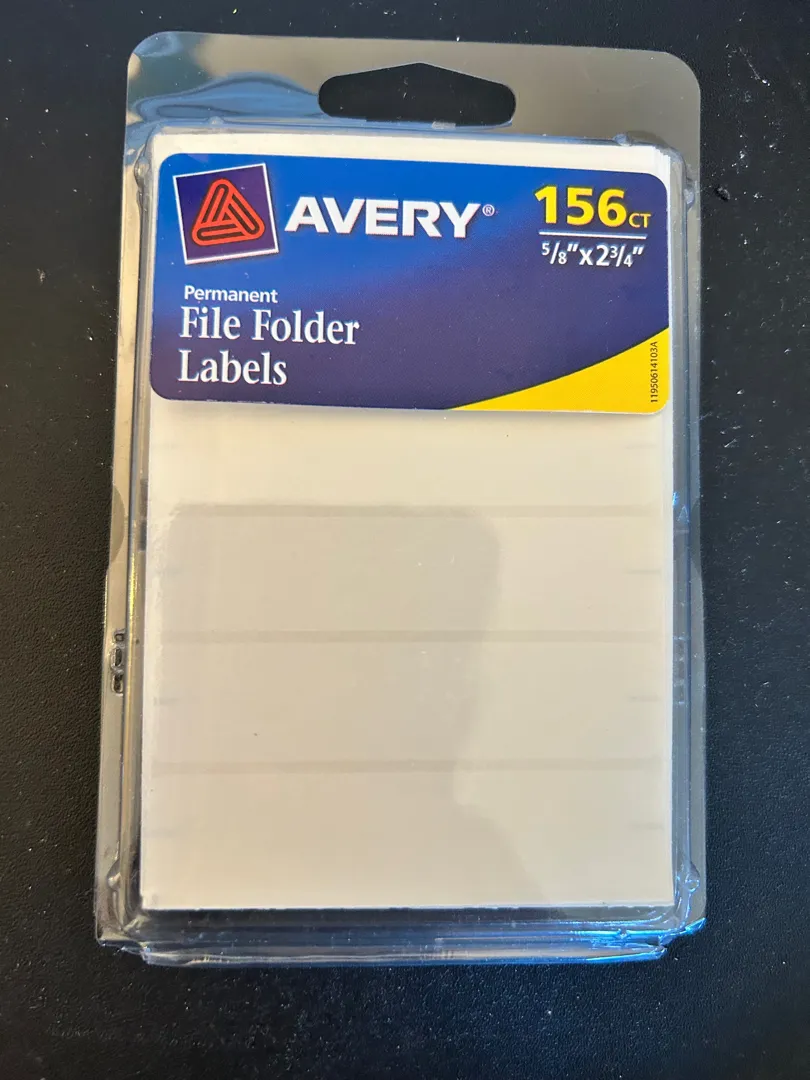 AVERY®
156CT
5/8"x2 3/4"
Permanent
File Folder
Labels
11950614103A